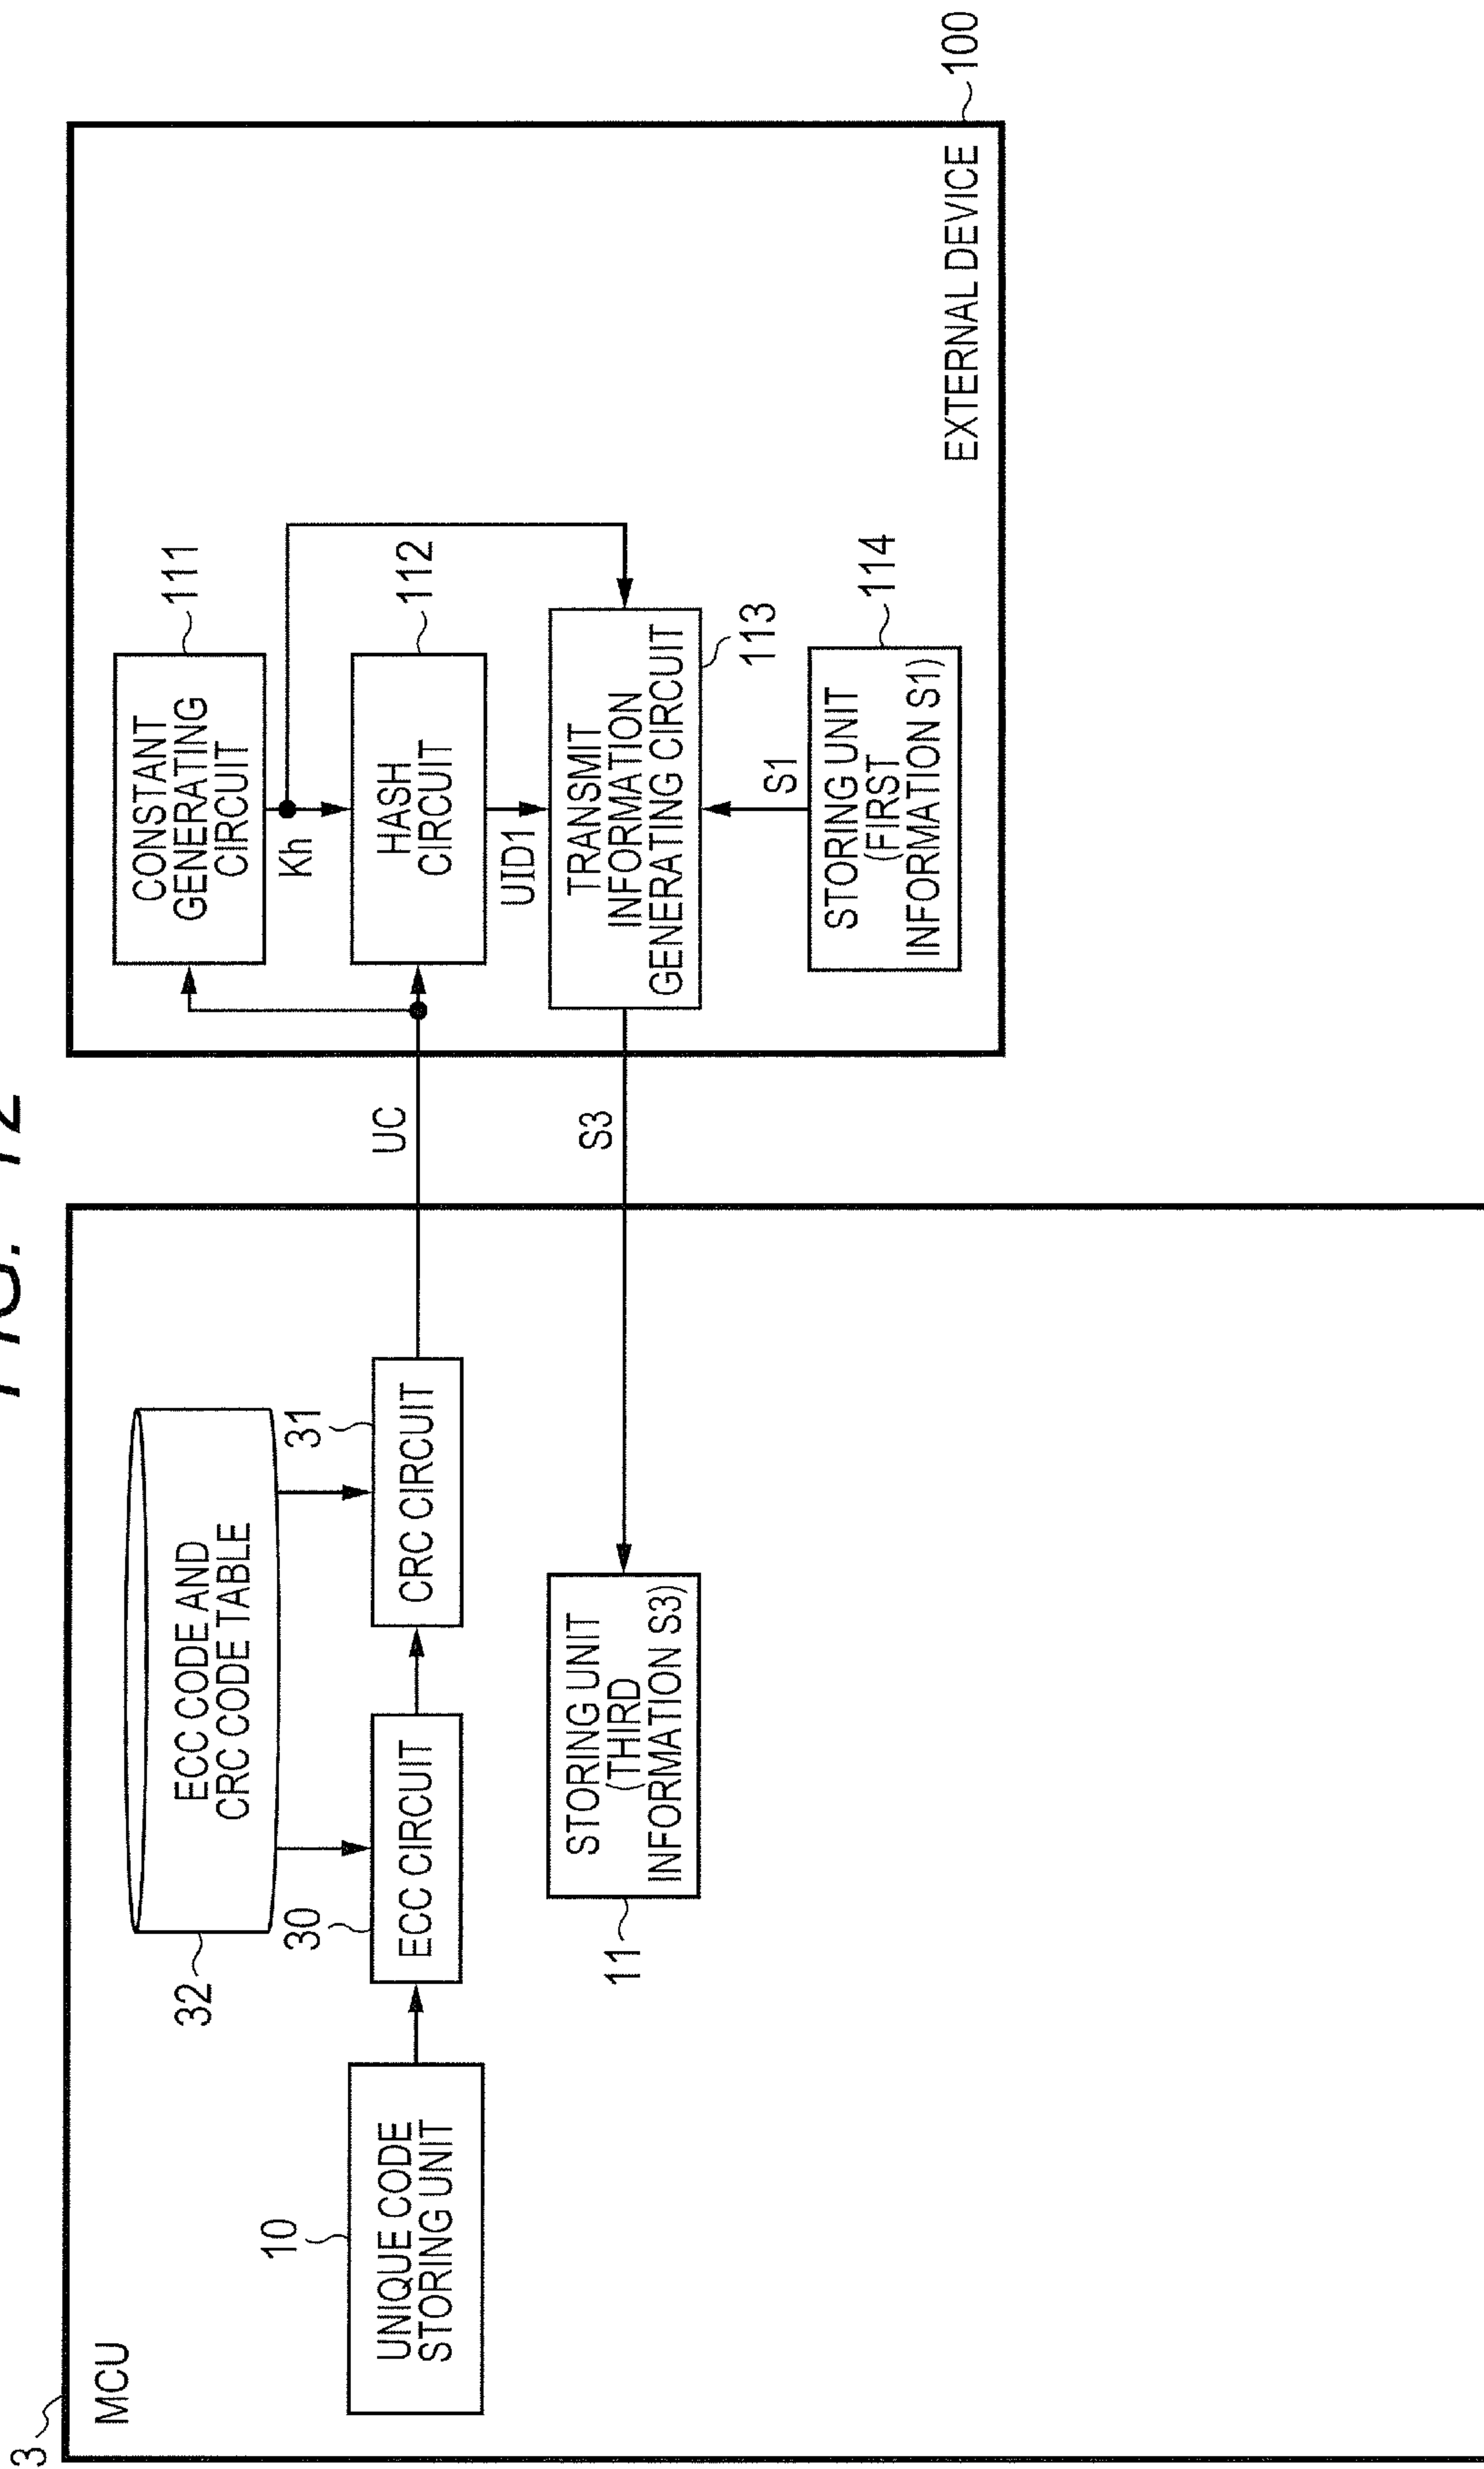 FIG. 12
3
MCU
10
UNIQUE CODE
STORING UNIT
32
ECC CODE AND
CRC CODE TABLE
30
ECC CIRCUIT
31
CRC CIRCUIT
11
STORING UNIT
(THIRD
INFORMATION S3)
UC
S3
100
EXTERNAL DEVICE
111
CONSTANT
GENERATING
CIRCUIT
Kh
112
HASH
CIRCUIT
UID1
113
TRANSMIT
INFORMATION
GENERATING CIRCUIT
S1
114
STORING UNIT
(FIRST
INFORMATION S1)